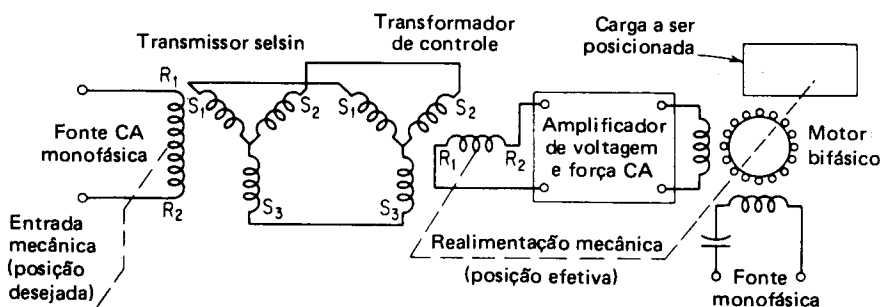 Transmissor selsin
Transformador
de controle
Carga a ser
posicionada
R1
S1
S2
S1
S2
Fonte CA
monofásica
R2
S3
S3
R1
R2
Amplificador
de voltagem
e força CA
Motor
bifásico
Entrada
mecânica
(posição
desejada)
Realimentação mecânica
(posição efetiva)
Fonte
monofásica